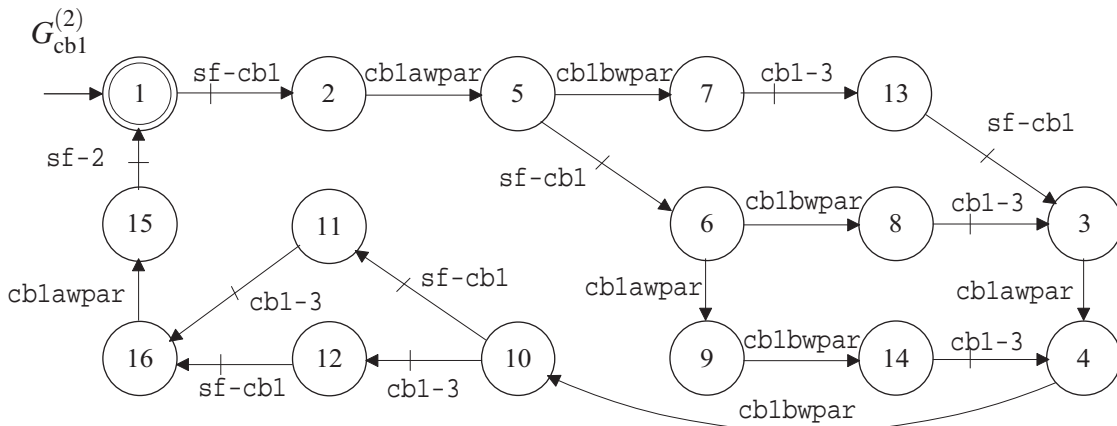 G_cb1^(2)
sf-cb1
cb1awpar
cb1bwpar
cb1-3
1
2
5
7
13
sf-2
sf-cb1
sf-cb1
15
11
6
cb1bwpar
8
cb1-3
3
sf-cb1
cb1awpar
cb1-3
cb1awpar
cb1awpar
16
sf-cb1
12
cb1-3
10
9
cb1bwpar
14
cb1-3
4
cb1bwpar